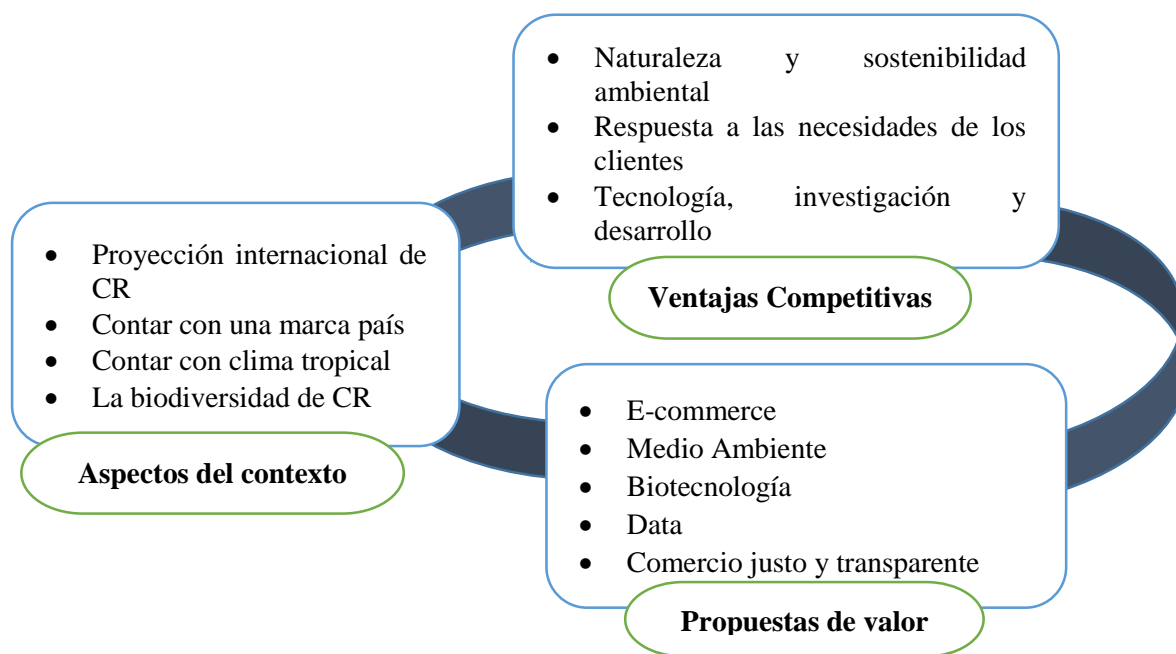 • Proyección internacional de
CR
• Contar con una marca país
• Contar con clima tropical
• La biodiversidad de CR
Aspectos del contexto
• Naturaleza y sostenibilidad
ambiental
• Respuesta a las necesidades de los
clientes
• Tecnología, investigación y
desarrollo
Ventajas Competitivas
• E-commerce
• Medio Ambiente
• Biotecnología
• Data
• Comercio justo y transparente
Propuestas de valor